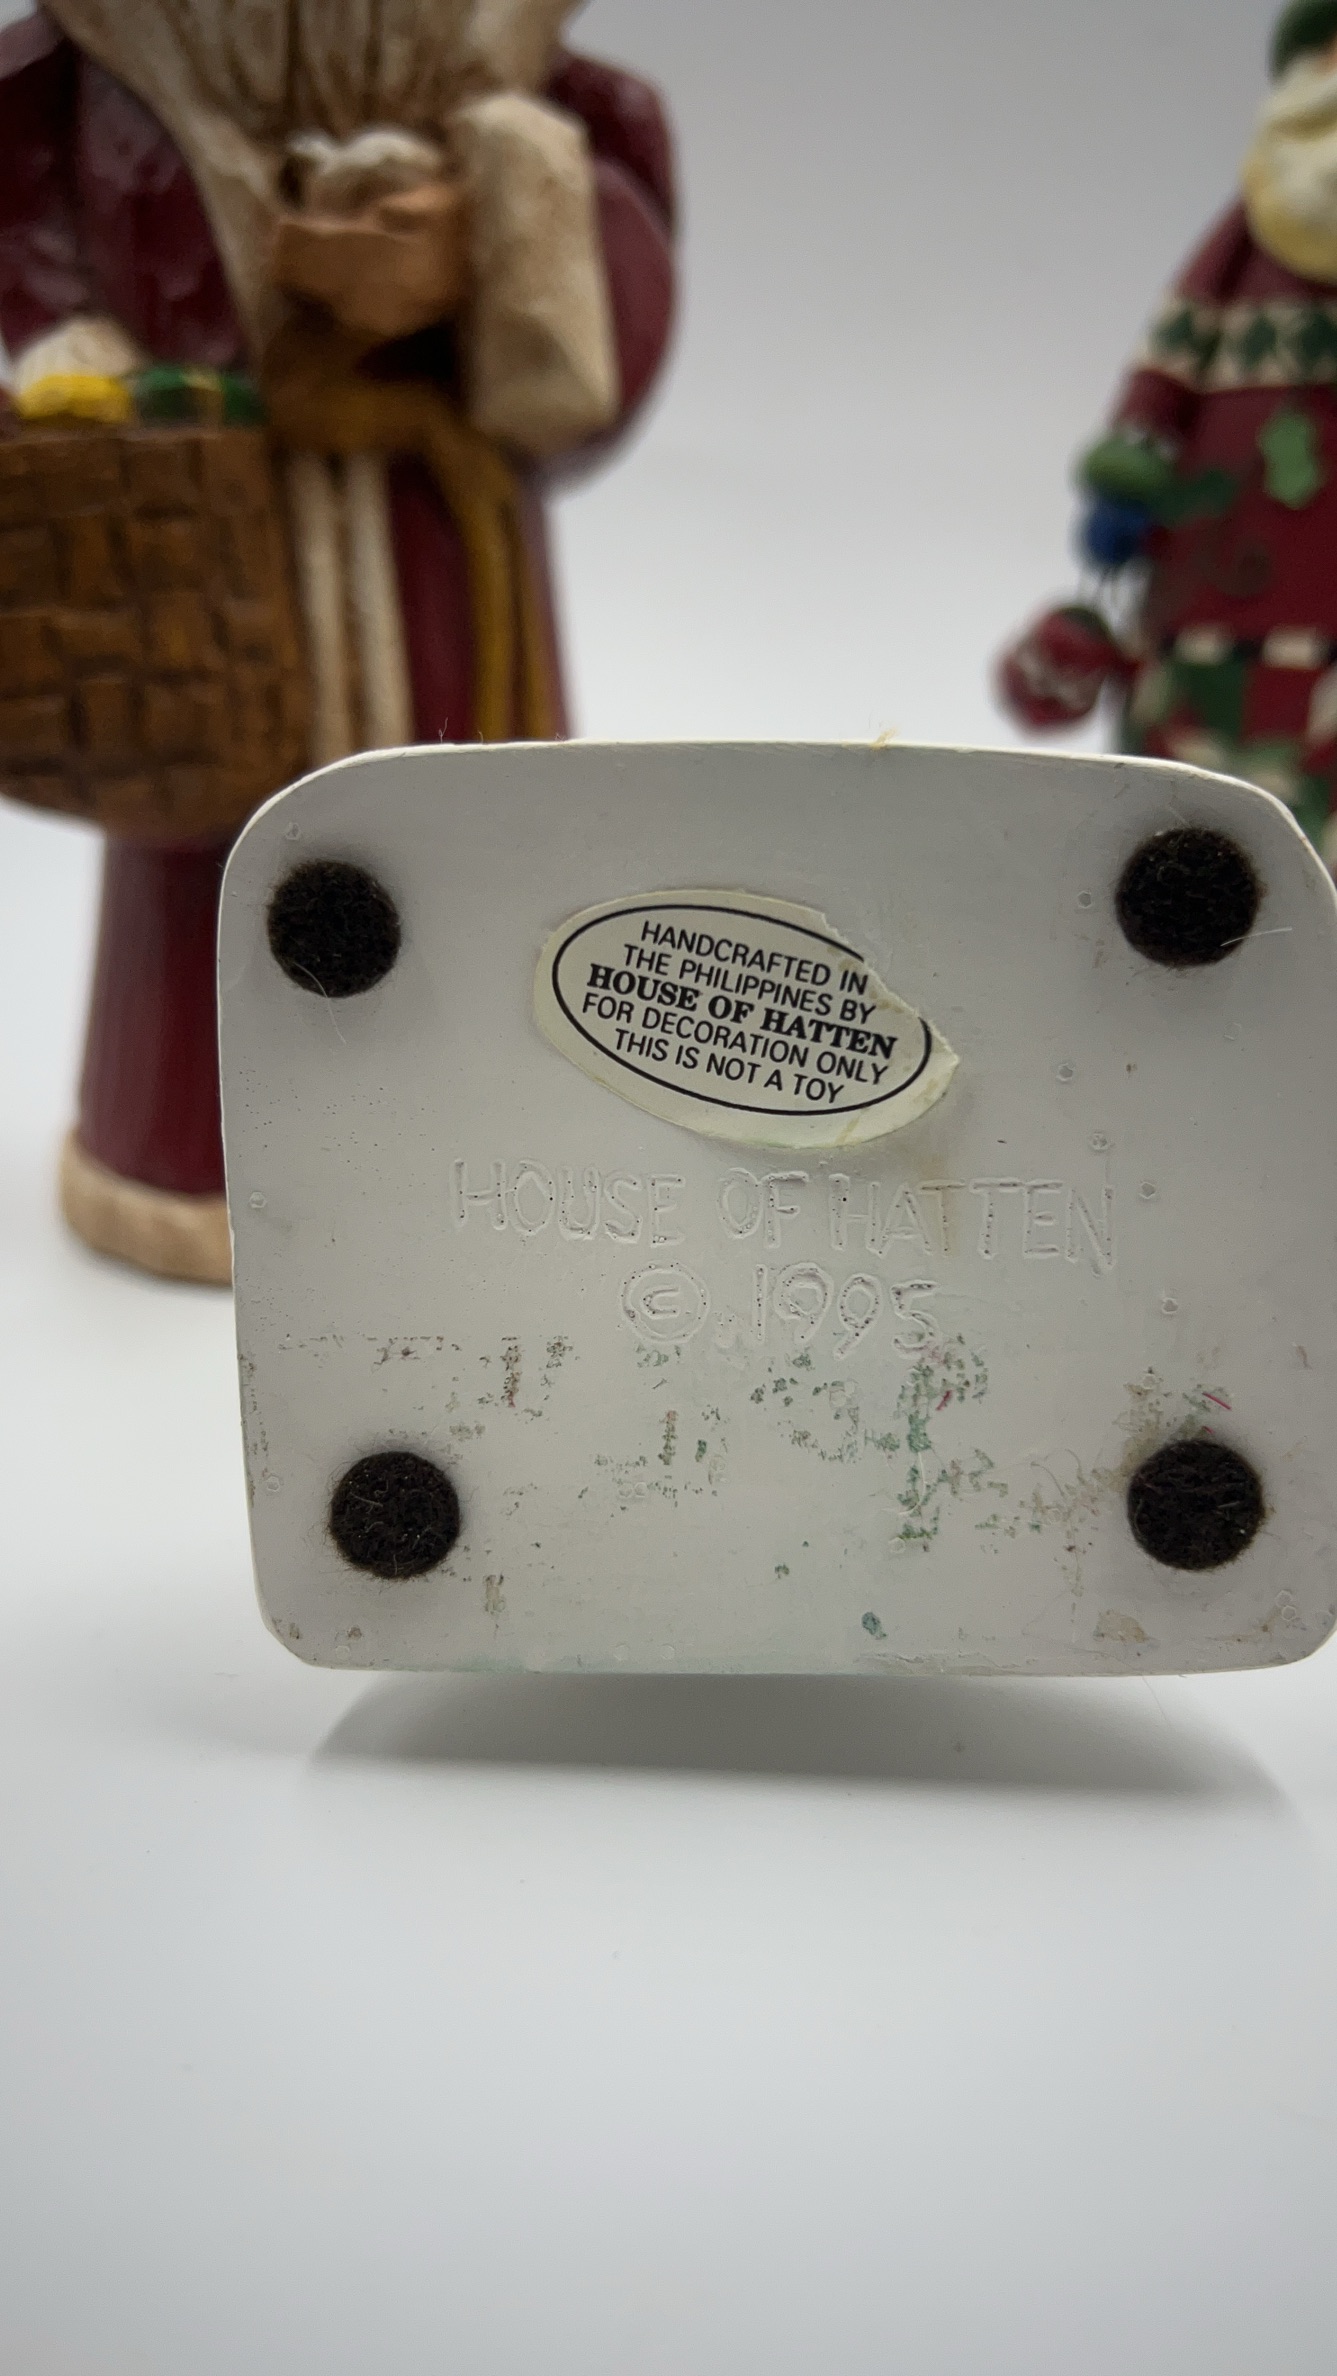 HANDCRAFTED IN
THE PHILIPPINES BY
HOUSE OF HATTEN
FOR DECORATION ONLY
THIS IS NOT A TOY
HOUSE OF HATTEN
© 1995